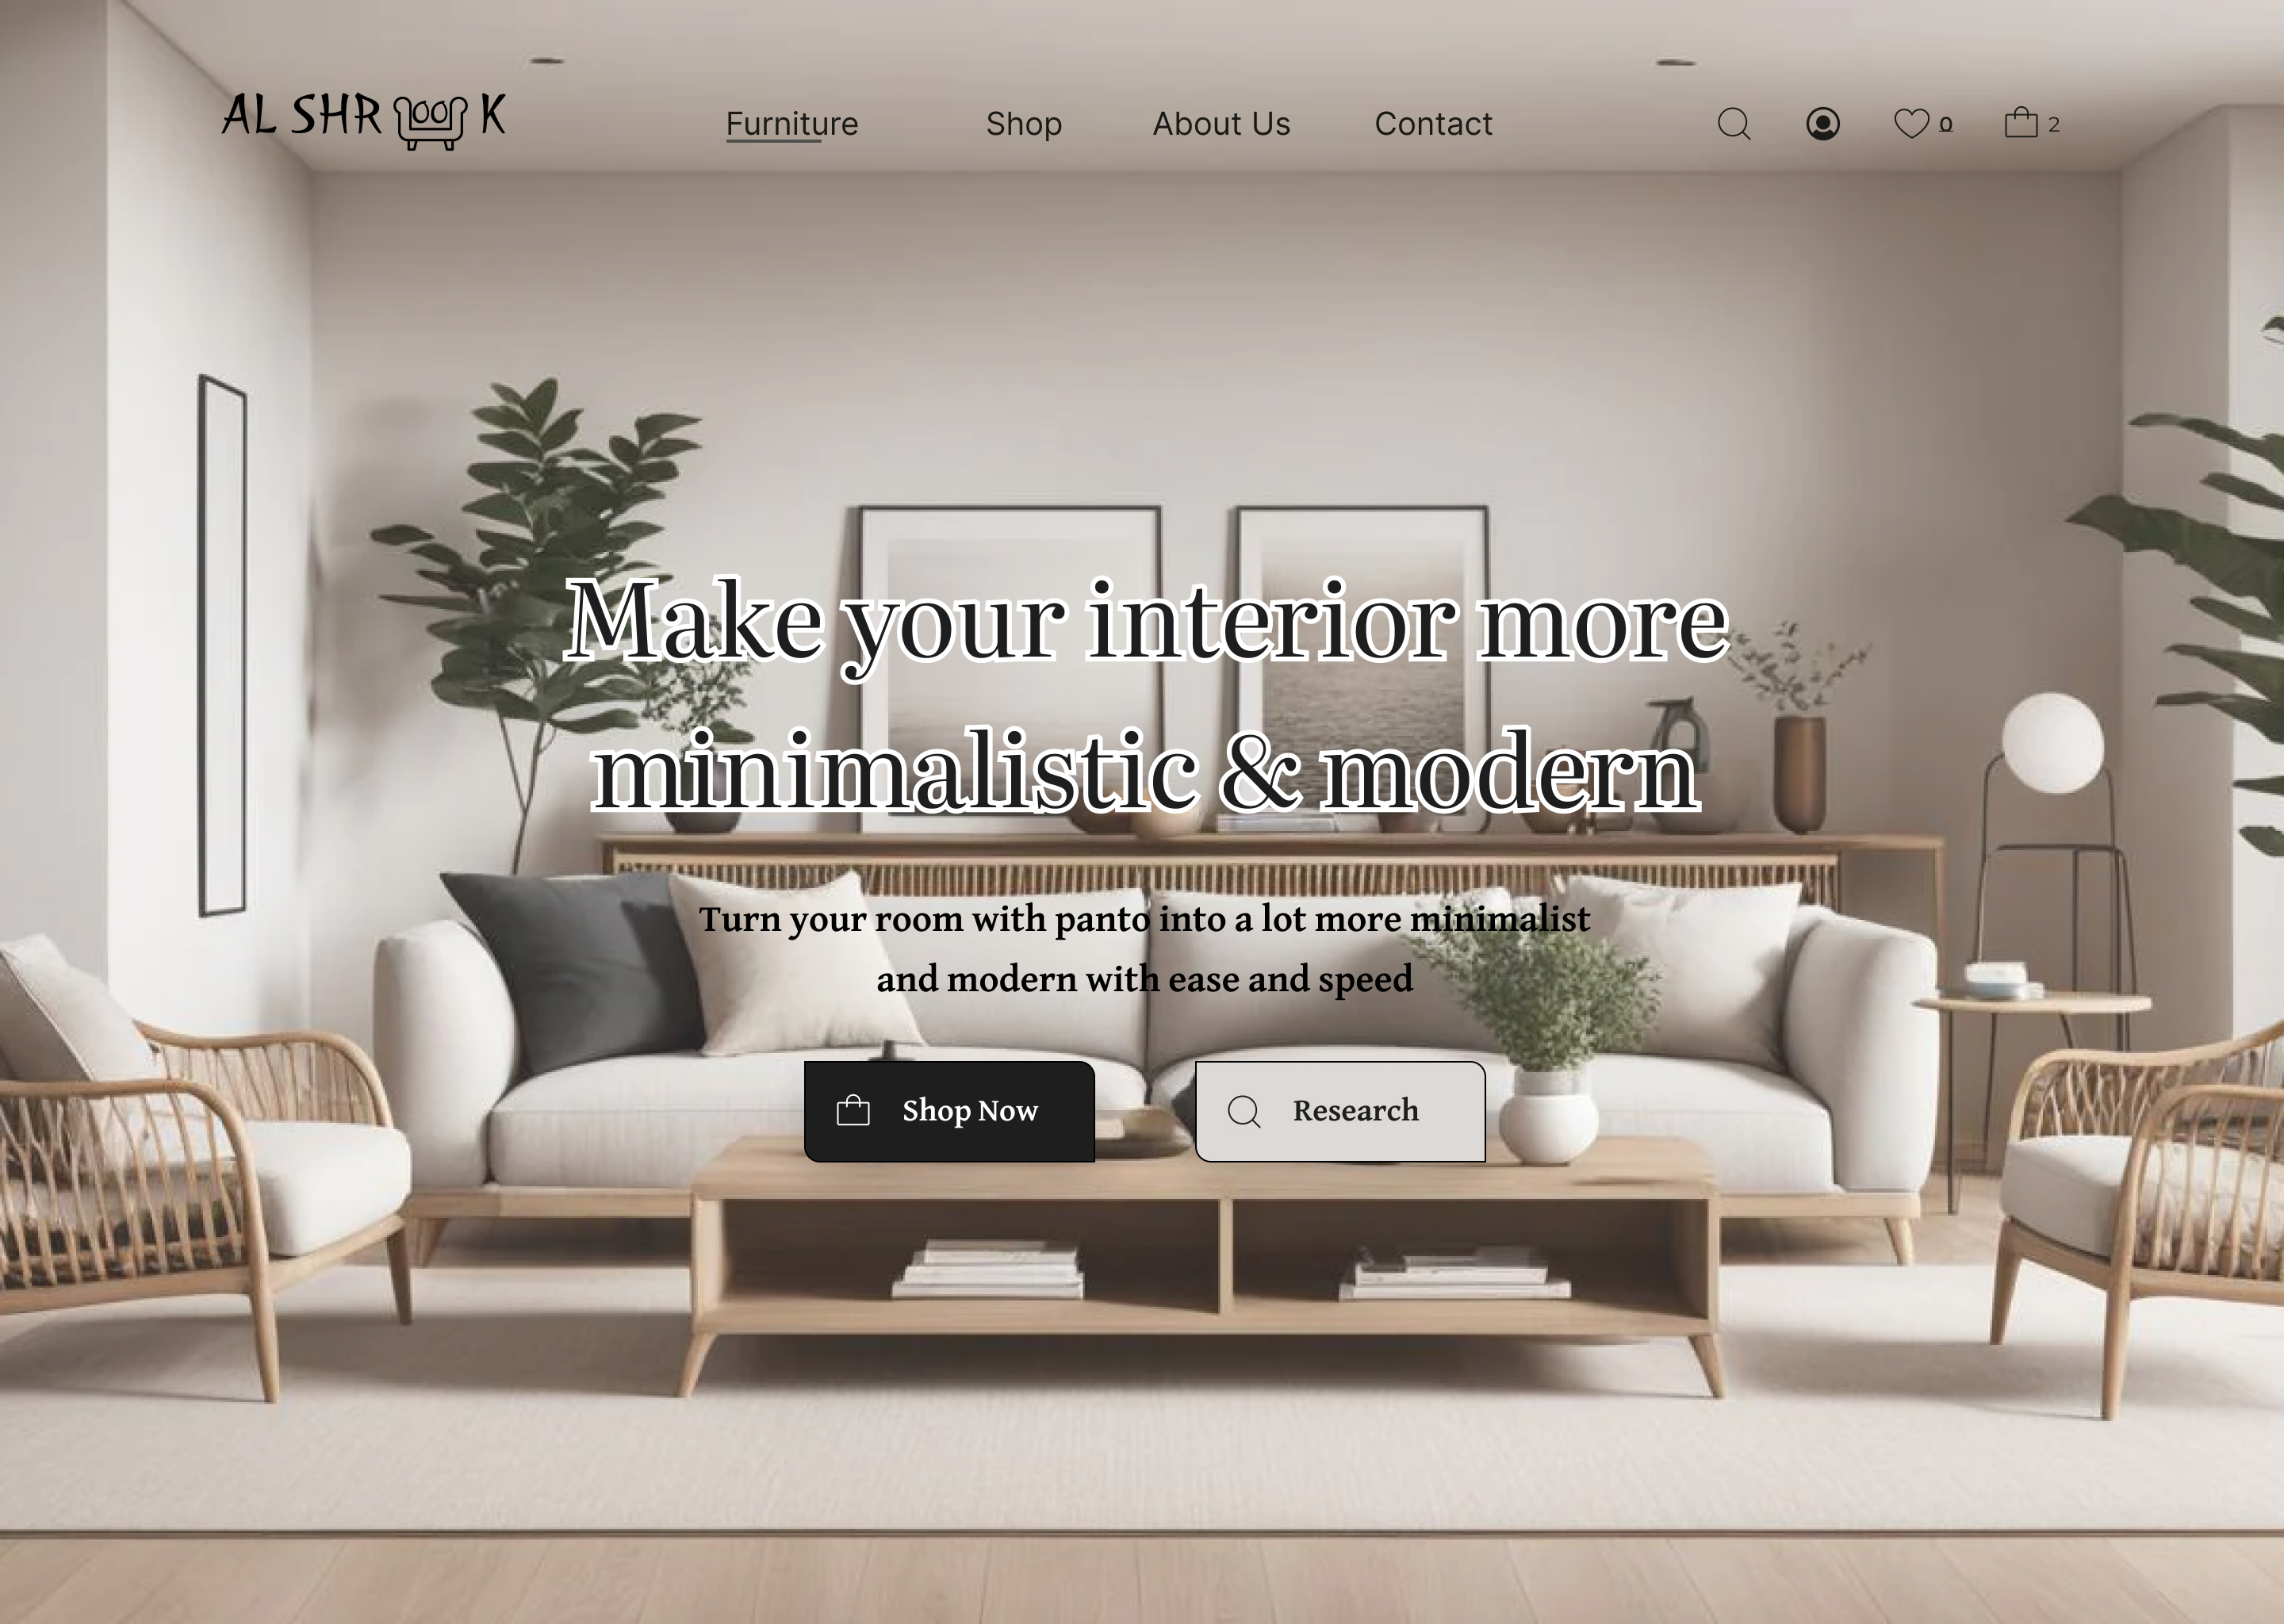 AL SHROOK
Furniture
Shop
About Us
Contact
0
2
Make your interior more
minimalistic & modern
Turn your room with panto into a lot more minimalist
and modern with ease and speed
Shop Now
Research